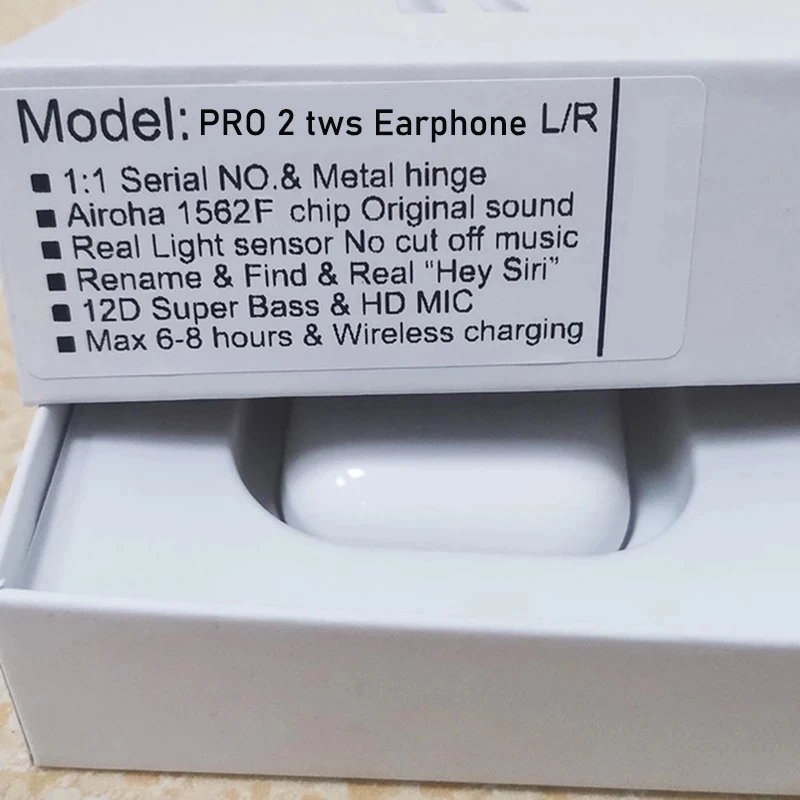 Model: PRO 2 tws Earphone L/R
■ 1:1 Serial NO.& Metal hinge
■ Airoha 1562F chip Original sound
■ Real Light sensor No cut off music
■ Rename & Find & Real “Hey Siri”
■ 12D Super Bass & HD MIC
■ Max 6-8 hours & Wireless charging